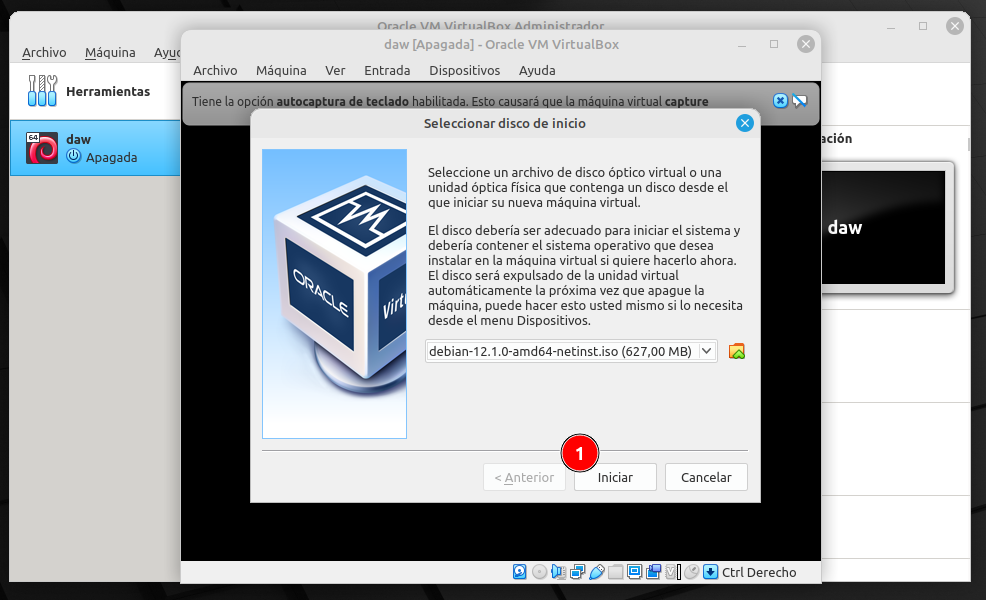 Oracle VM VirtualBox Administrador
Archivo Máquina Ayud
Herramientas
64 daw
Apagada
daw [Apagada] - Oracle VM VirtualBox
Archivo Máquina Ver Entrada Dispositivos Ayuda
Tiene la opción autocaptura de teclado habilitada. Esto causará que la máquina virtual capture
ación
daw
Seleccionar disco de inicio
ORACLE
Virtu
Seleccione un archivo de disco óptico virtual o una
unidad óptica física que contenga un disco desde el
que iniciar su nueva máquina virtual.
El disco debería ser adecuado para iniciar el sistema y
debería contener el sistema operativo que desea
instalar en la máquina virtual si quiere hacerlo ahora.
El disco será expulsado de la unidad virtual
automáticamente la próxima vez que apague la
máquina, puede hacer esto usted mismo si lo necesita
desde el menu Dispositivos.
debian-12.1.0-amd64-netinst.iso (627,00 MB)
1
< Anterior Iniciar Cancelar
Ctrl Derecho